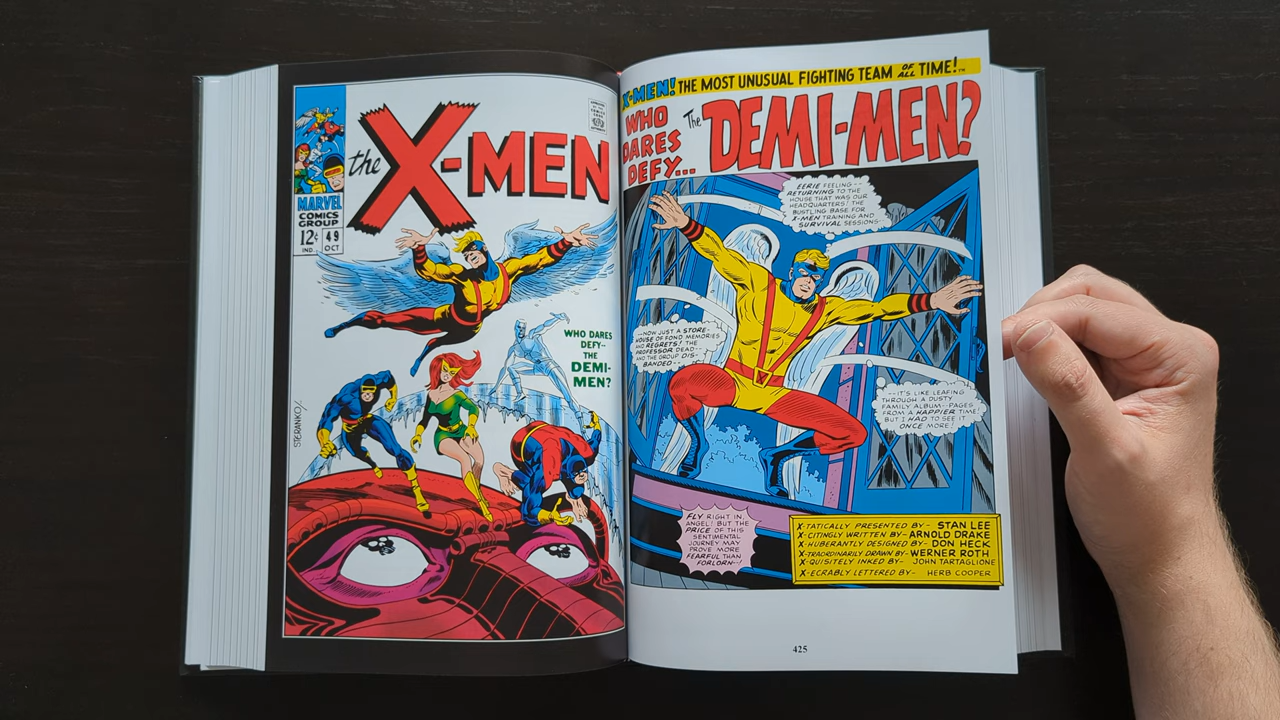 the X-MEN
MARVEL
COMICS
GROUP
12¢
IND.
49
OCT
WHO DARES
DEFY--
THE
DEMI-
MEN?
STERANKO
X-MEN! THE MOST UNUSUAL FIGHTING TEAM OF ALL TIME!
WHO
DARES
DEFY...
The DEMI-MEN?
EERIE FEELING--
RETURNING TO THE
HOUSE THAT WAS OUR
HEADQUARTERS! THE
BUSTLING BASE FOR
X-MEN TRAINING AND
SURVIVAL SESSIONS--
--NOW JUST A STORE-
HOUSE OF FOND MEMORIES
AND REGRETS! THE
PROFESSOR DEAD--
AND THE GROUP DIS-
BANDED--
--IT'S LIKE LEAFING
THROUGH A DUSTY
FAMILY ALBUM--PAGES
FROM A HAPPIER TIME!
BUT I HAD TO SEE IT
ONCE MORE!
FLY RIGHT IN,
ANGEL! BUT THE
PRICE OF THIS
SENTIMENTAL
JOURNEY MAY
PROVE MORE
FEARFUL THAN
FORLORN--!
X-TATICALLY PRESENTED BY- STAN LEE
X-CITINGLY WRITTEN BY- ARNOLD DRAKE
X-HUBERANTLY DESIGNED BY- DON HECK
X-TRAORDINARILY DRAWN BY- WERNER ROTH
X-QUISITELY INKED BY- JOHN TARTAGLIONE
X-ECRABLY LETTERED BY- HERB COOPER
425